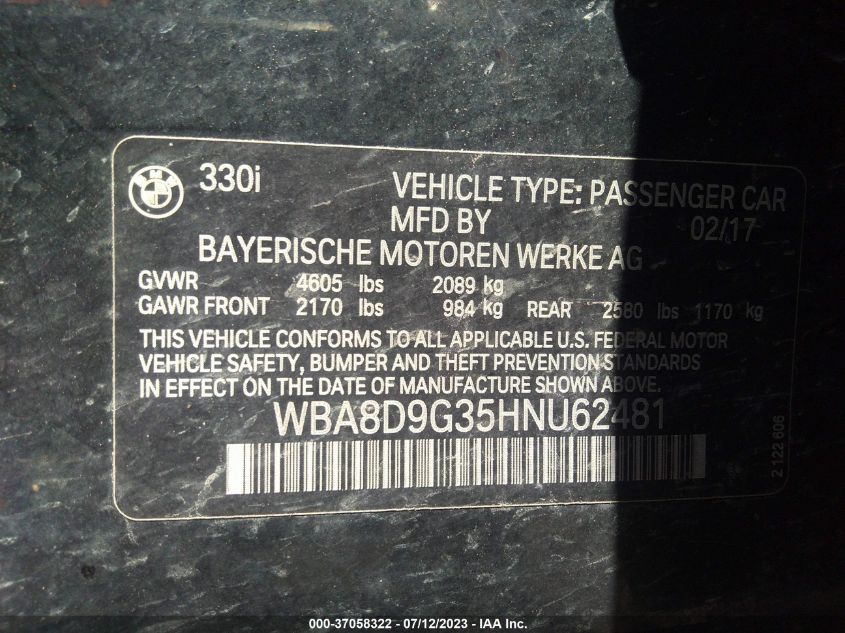 BMW
330i VEHICLE TYPE: PASSENGER CAR
MFD BY 02/17
BAYERISCHE MOTOREN WERKE AG
GVWR 4605 lbs 2089 kg
GAWR FRONT 2170 lbs 984 kg REAR 2580 lbs 1170 kg
THIS VEHICLE CONFORMS TO ALL APPLICABLE U.S. FEDERAL MOTOR
VEHICLE SAFETY, BUMPER AND THEFT PREVENTION STANDARDS
IN EFFECT ON THE DATE OF MANUFACTURE SHOWN ABOVE.
WBA8D9G35HNU62481
2122606
000-37058322 - 07/12/2023 - IAA Inc.